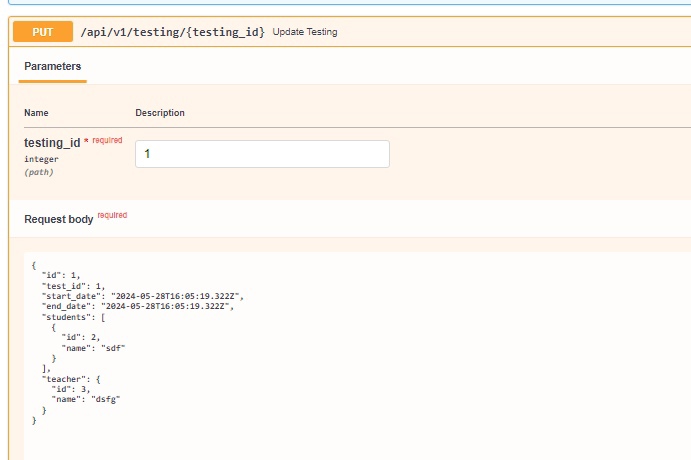 PUT /api/v1/testing/{testing_id} Update Testing
Parameters
Name Description
testing_id * required
integer
(path)
1
Request body required
{
  "id": 1,
  "test_id": 1,
  "start_date": "2024-05-28T16:05:19.322Z",
  "end_date": "2024-05-28T16:05:19.322Z",
  "students": [
    {
      "id": 2,
      "name": "sdf"
    }
  ],
  "teacher": {
    "id": 3,
    "name": "dsfg"
  }
}